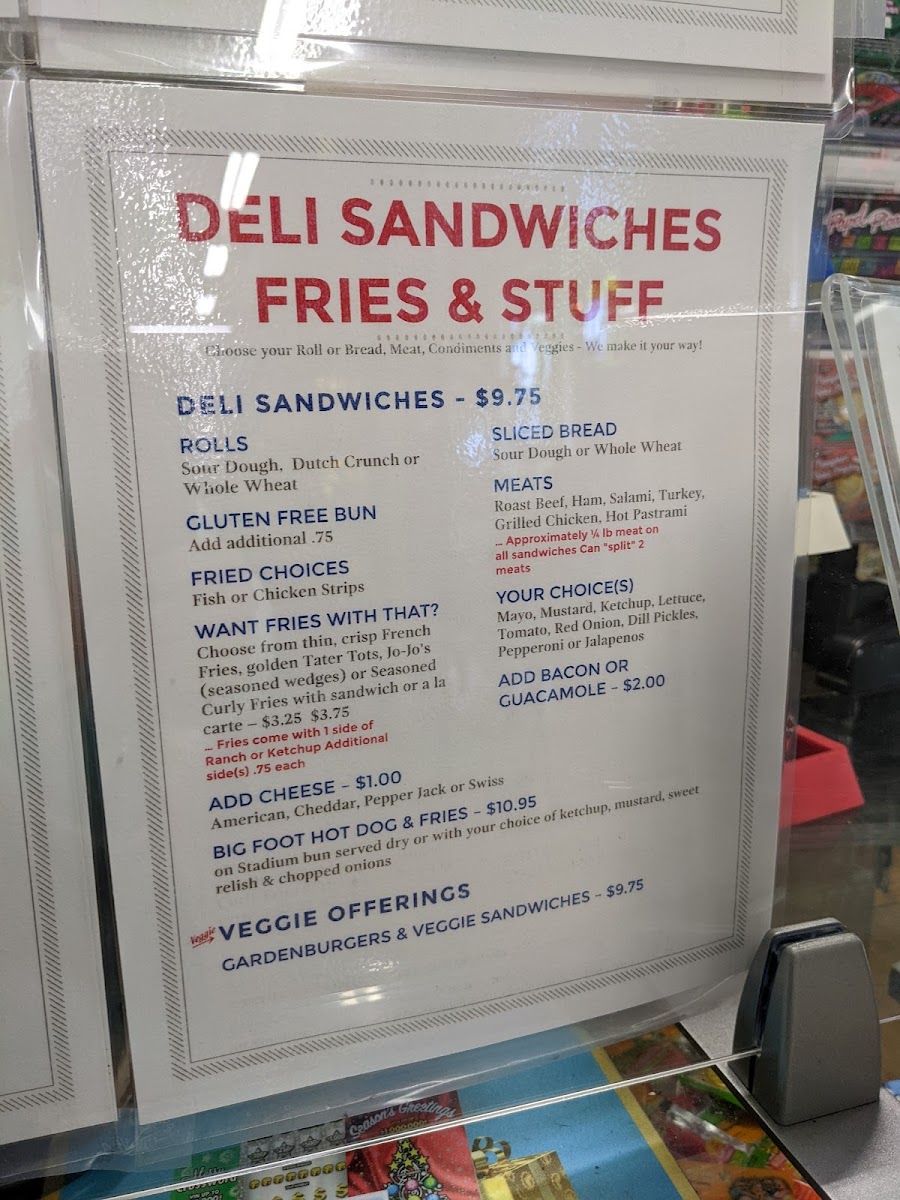 DELI SANDWICHES
FRIES & STUFF
Choose your Roll or Bread, Meat, Condiments and Veggies - We make it your way!
DELI SANDWICHES - $9.75
ROLLS
Sour Dough, Dutch Crunch or
Whole Wheat
GLUTEN FREE BUN
Add additional .75
FRIED CHOICES
Fish or Chicken Strips
WANT FRIES WITH THAT?
Choose from thin, crisp French
Fries, golden Tater Tots, Jo-Jo's
(seasoned wedges) or Seasoned
Curly Fries with sandwich or a la
carte – $3.25 $3.75
... Fries come with 1 side of
Ranch or Ketchup Additional
side(s) .75 each
SLICED BREAD
Sour Dough or Whole Wheat
MEATS
Roast Beef, Ham, Salami, Turkey,
Grilled Chicken, Hot Pastrami
... Approximately ¼ lb meat on
all sandwiches Can "split" 2
meats
YOUR CHOICE(S)
Mayo, Mustard, Ketchup, Lettuce,
Tomato, Red Onion, Dill Pickles,
Pepperoni or Jalapenos
ADD BACON OR
GUACAMOLE – $2.00
ADD CHEESE – $1.00
American, Cheddar, Pepper Jack or Swiss
BIG FOOT HOT DOG & FRIES – $10.95
on Stadium bun served dry or with your choice of ketchup, mustard, sweet
relish & chopped onions
Veggie VEGGIE OFFERINGS
GARDENBURGERS & VEGGIE SANDWICHES – $9.75
Season's Greetings